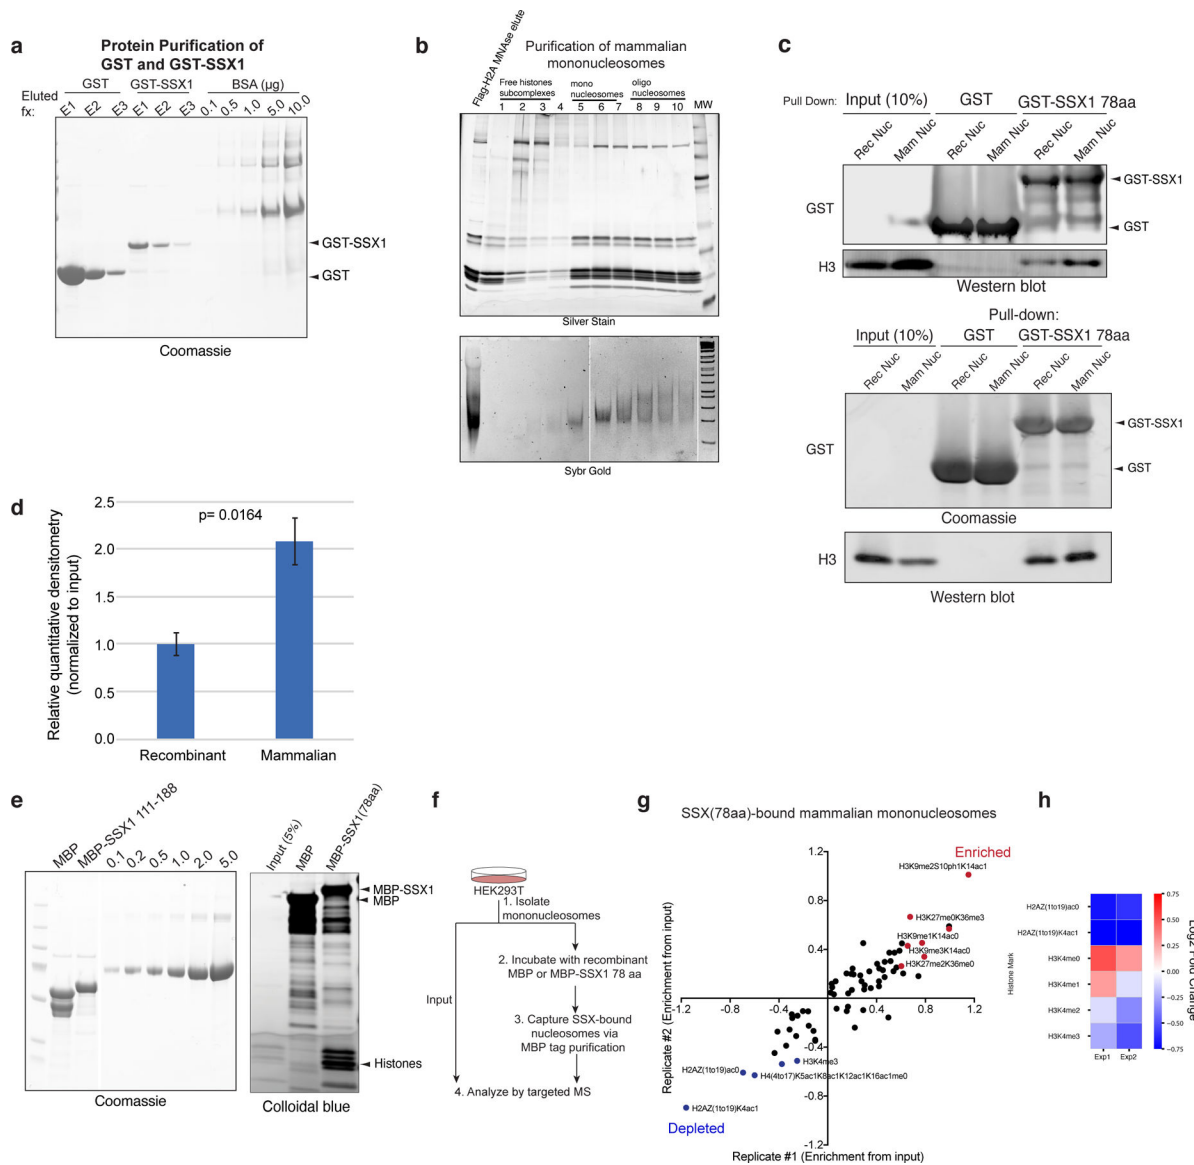 a
Protein Purification of
GST and GST-SSX1
GST GST-SSX1 BSA (µg)
Eluted
fx:
E1 E2 E3 E1 E2 E3 0.1 0.5 1.0 5.0 10.0
GST-SSX1
GST
Coomassie
b
Purification of mammalian
mononucleosomes
Flag-H2A MNAse elute
Free histones
subcomplexes
mono
nucleosomes
oligo
nucleosomes
1 2 3 4 5 6 7 8 9 10 MW
Silver Stain
Sybr Gold
c
Pull Down: Input (10%) GST GST-SSX1 78aa
Rec Nuc Mam Nuc Rec Nuc Mam Nuc Rec Nuc Mam Nuc
GST
GST-SSX1
GST
H3
Western blot
Pull-down:
Input (10%) GST GST-SSX1 78aa
Rec Nuc Mam Nuc Rec Nuc Mam Nuc Rec Nuc Mam Nuc
GST
GST-SSX1
GST
Coomassie
H3
Western blot
d
Relative quantitative densitometry
(normalized to input)
2.5
2.0
1.5
1.0
0.5
0.0
p= 0.0164
Recombinant Mammalian
e
MBP MBP-SSX1 111-188 0.1 0.2 0.5 1.0 2.0 5.0
Coomassie
Input (5%) MBP MBP-SSX1(78aa)
MBP-SSX1
MBP
Histones
Colloidal blue
f
HEK293T
1. Isolate
mononucleosomes
2. Incubate with recombinant
MBP or MBP-SSX1 78 aa
Input
3. Capture SSX-bound
nucleosomes via
MBP tag purification
4. Analyze by targeted MS
g
SSX(78aa)-bound mammalian mononucleosomes
Enriched
H3K9me2S10ph1K14ac1
H3K27me0K36me3
H3K9me1K14ac0
H3K9me3K14ac0
H3K27me2K36me0
H3K4me3
H2AZ(1to19)ac0
H4(4to17)K5ac1K8ac1K12ac1K16ac1me0
H2AZ(1to19)K4ac1
Depleted
1.2
0.8
0.4
-0.4
-0.8
-1.2
-1.2 -0.8 -0.4 0.0 0.4 0.8 1.2
Replicate #2 (Enrichment from input)
Replicate #1 (Enrichment from input)
h
Histone Mark
H2AZ(1to19)ac0
H2AZ(1to19)K4ac1
H3K4me0
H3K4me1
H3K4me2
H3K4me3
Exp1 Exp2
0.75
0.50
0.25
0.00
−0.25
−0.50
−0.75
Log2 Fold Change